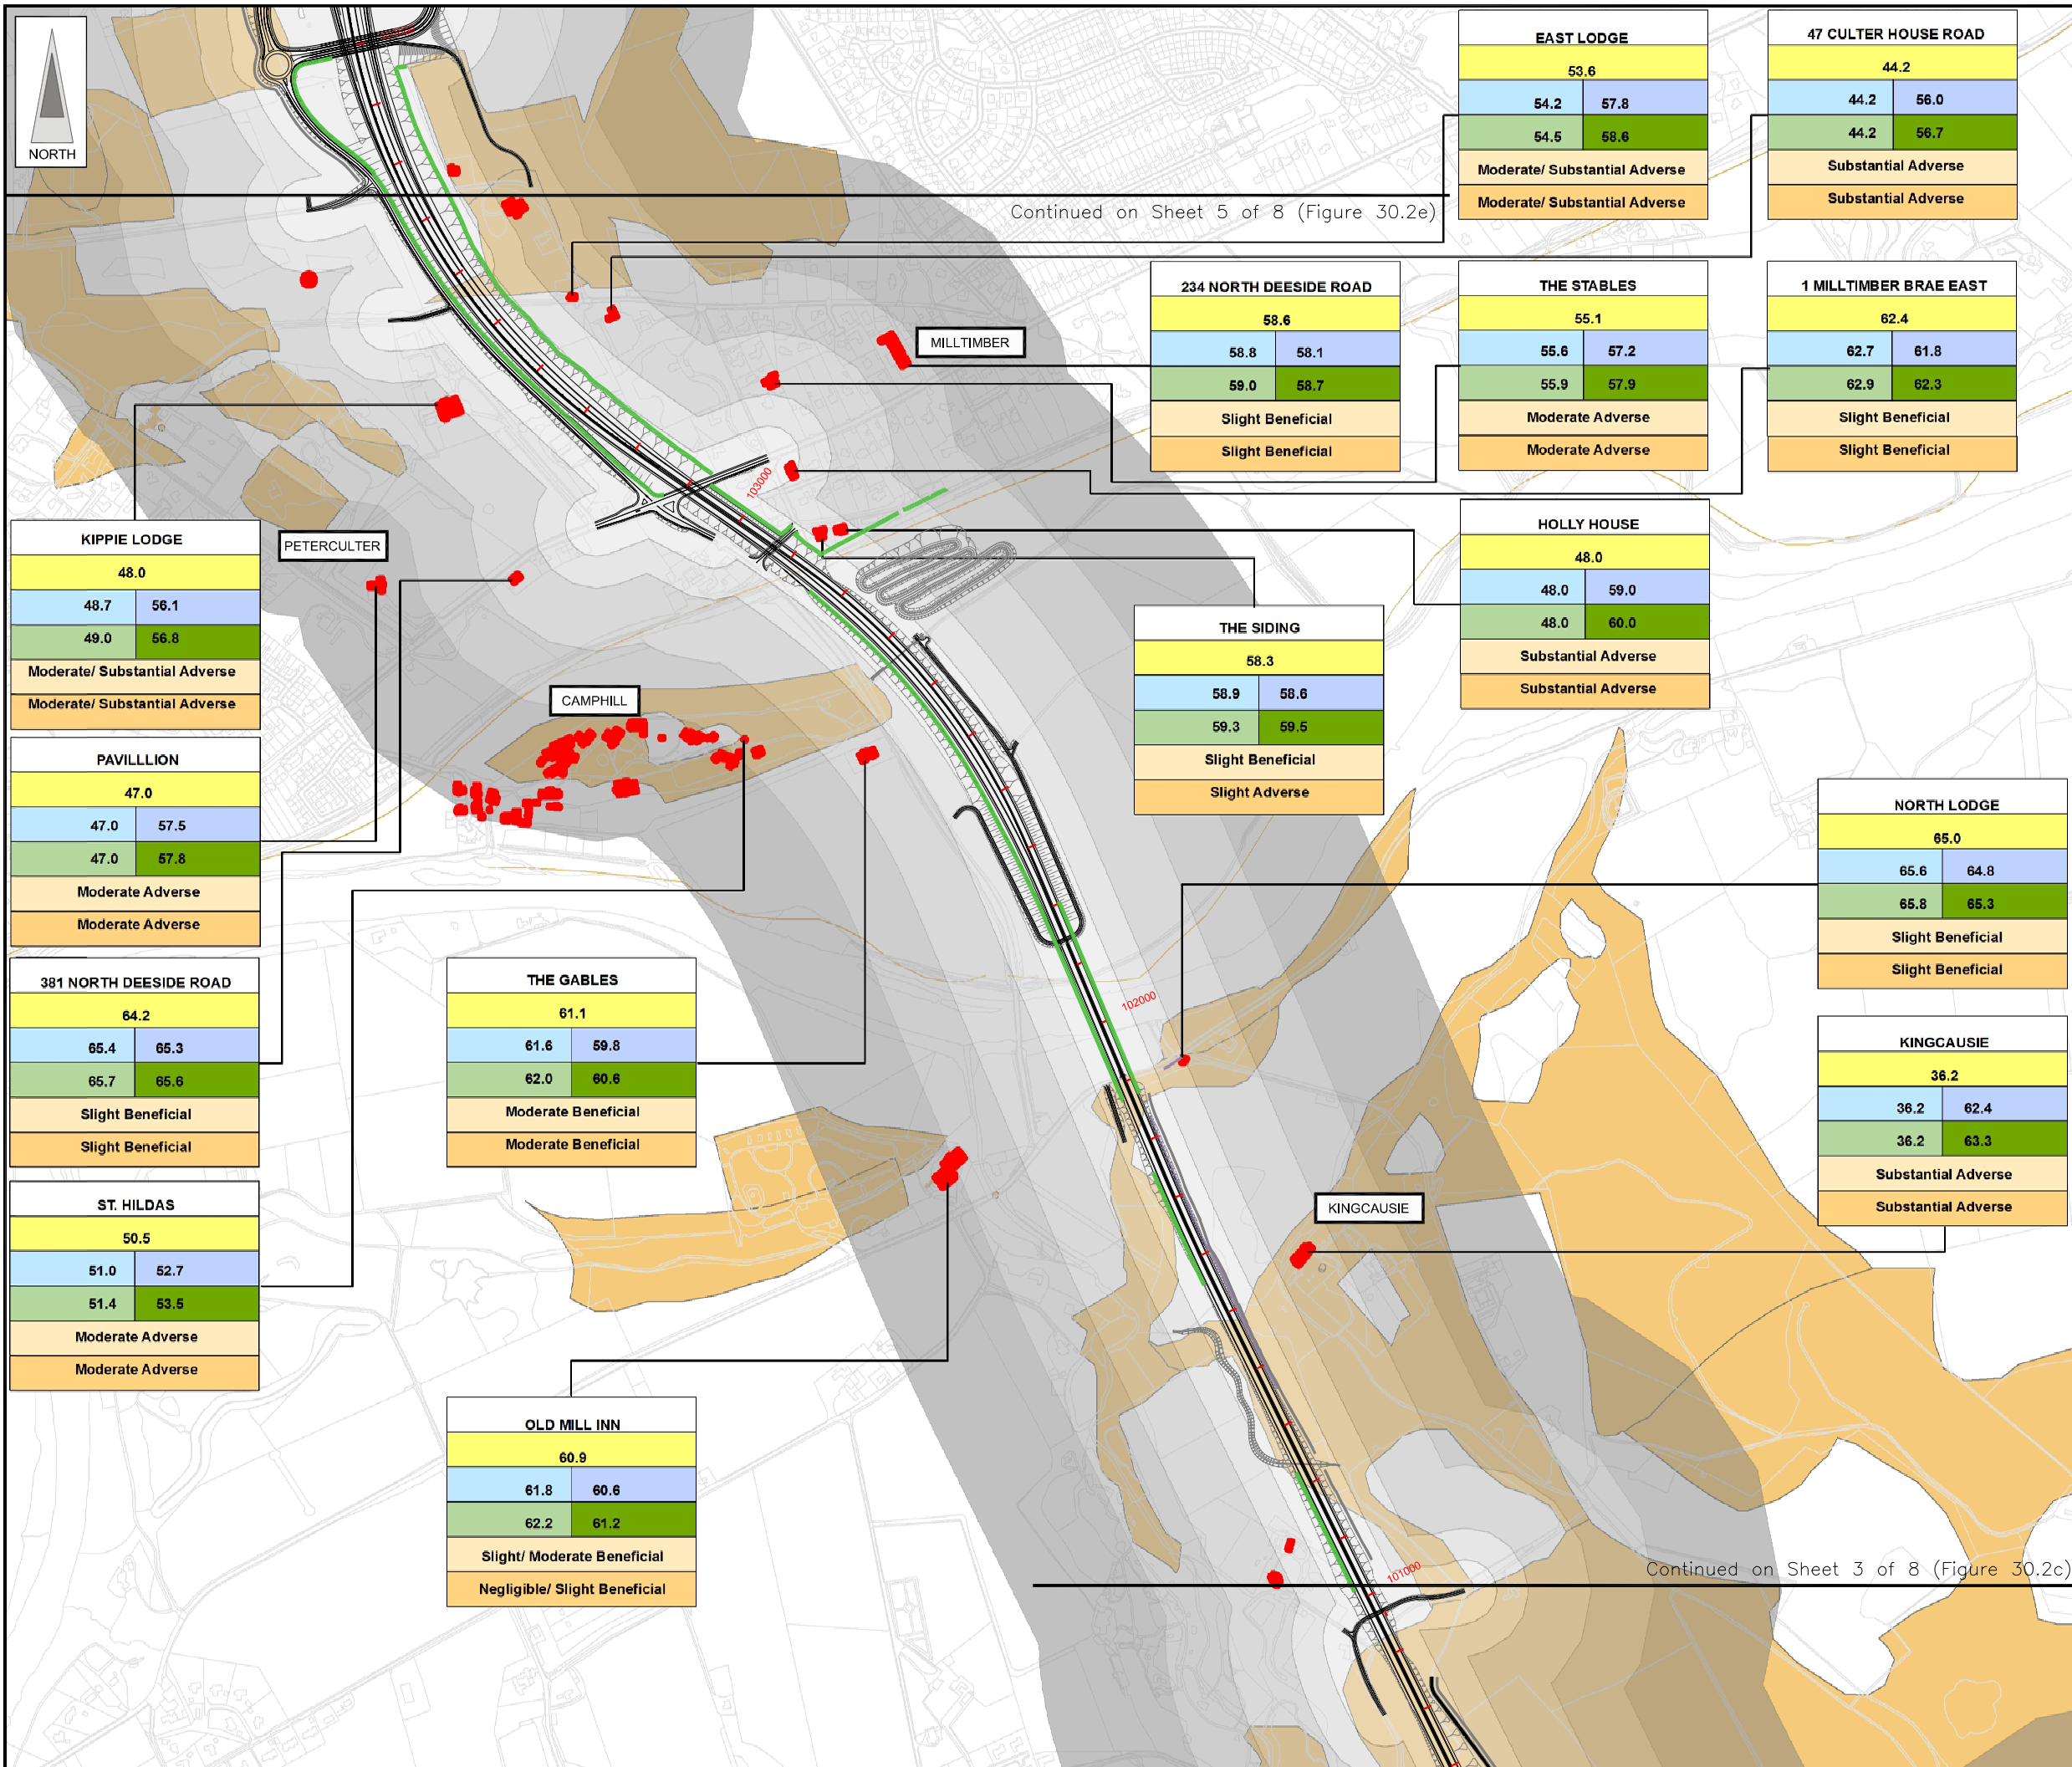 NORTH
EAST LODGE
53.6
54.2 57.8
54.5 58.6
Moderate/ Substantial Adverse
Moderate/ Substantial Adverse
47 CULTER HOUSE ROAD
44.2
44.2 56.0
44.2 56.7
Substantial Adverse
Substantial Adverse
Continued on Sheet 5 of 8 (Figure 30.2e)
234 NORTH DEESIDE ROAD
58.6
58.8 58.1
59.0 58.7
Slight Beneficial
Slight Beneficial
THE STABLES
55.1
55.6 57.2
55.9 57.9
Moderate Adverse
Moderate Adverse
1 MILLTIMBER BRAE EAST
62.4
62.7 61.8
62.9 62.3
Slight Beneficial
Slight Beneficial
MILLTIMBER
103000
KIPPIE LODGE
48.0
48.7 56.1
49.0 56.8
Moderate/ Substantial Adverse
Moderate/ Substantial Adverse
PETERCULTER
HOLLY HOUSE
48.0
48.0 59.0
48.0 60.0
Substantial Adverse
Substantial Adverse
THE SIDING
58.3
58.9 58.6
59.3 59.5
Slight Beneficial
Slight Adverse
CAMPHILL
PAVILLLION
47.0
47.0 57.5
47.0 57.8
Moderate Adverse
Moderate Adverse
NORTH LODGE
65.0
65.6 64.8
65.8 65.3
Slight Beneficial
Slight Beneficial
381 NORTH DEESIDE ROAD
64.2
65.4 65.3
65.7 65.6
Slight Beneficial
Slight Beneficial
THE GABLES
61.1
61.6 59.8
62.0 60.6
Moderate Beneficial
Moderate Beneficial
102000
KINGCAUSIE
36.2
36.2 62.4
36.2 63.3
Substantial Adverse
Substantial Adverse
ST. HILDAS
50.5
51.0 52.7
51.4 53.5
Moderate Adverse
Moderate Adverse
KINGCAUSIE
OLD MILL INN
60.9
61.8 60.6
62.2 61.2
Slight/ Moderate Beneficial
Negligible/ Slight Beneficial
101000
Continued on Sheet 3 of 8 (Figure 30.2c)